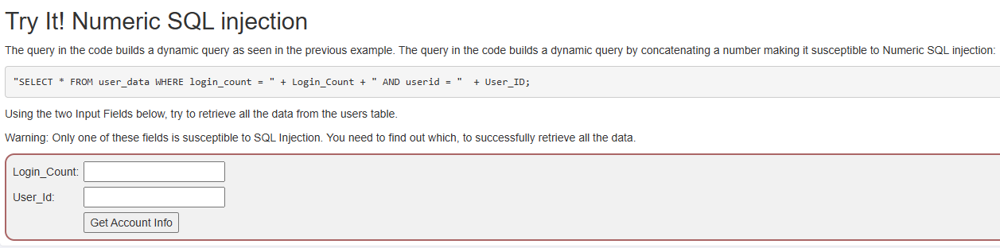 Try It! Numeric SQL injection
The query in the code builds a dynamic query as seen in the previous example. The query in the code builds a dynamic query by concatenating a number making it susceptible to Numeric SQL injection:
"SELECT * FROM user_data WHERE login_count = " + Login_Count + " AND userid = "  + User_ID;
Using the two Input Fields below, try to retrieve all the data from the users table.
Warning: Only one of these fields is susceptible to SQL Injection. You need to find out which, to successfully retrieve all the data.
Login_Count:
User_Id:
Get Account Info